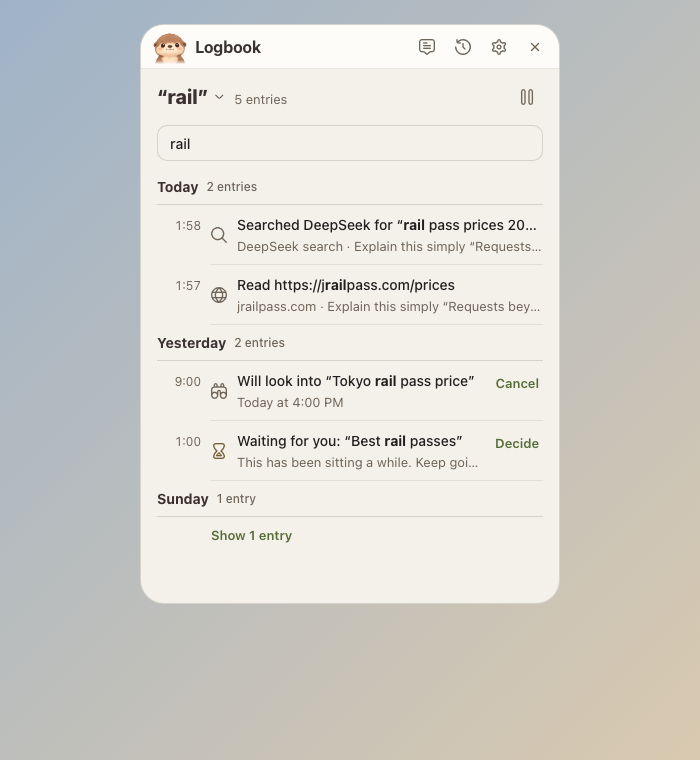 Logbook
“rail” 5 entries
rail
Today 2 entries
1:58 Searched DeepSeek for “rail pass prices 20...
DeepSeek search · Explain this simply “Requests...
1:57 Read https://jrailpass.com/prices
jrailpass.com · Explain this simply “Requests bey...
Yesterday 2 entries
9:00 Will look into “Tokyo rail pass price” Cancel
Today at 4:00 PM
1:00 Waiting for you: “Best rail passes” Decide
This has been sitting a while. Keep goi...
Sunday 1 entry
Show 1 entry